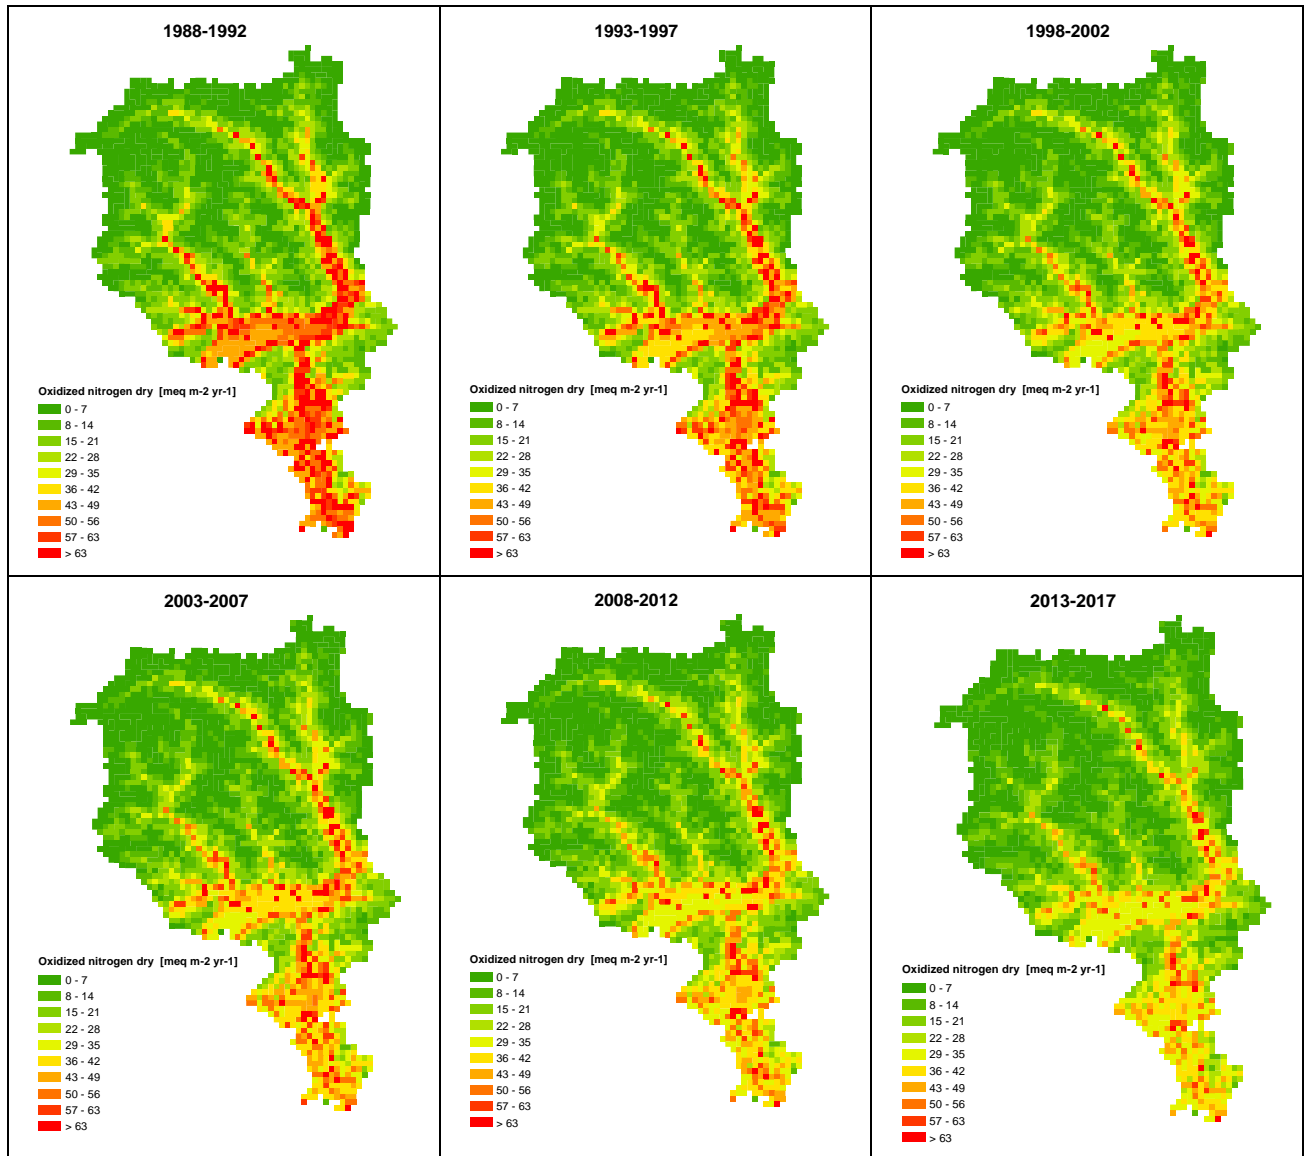 1988-1992
Oxidized nitrogen dry [meq m-2 yr-1]
0 - 7
8 - 14
15 - 21
22 - 28
29 - 35
36 - 42
43 - 49
50 - 56
57 - 63
> 63
1993-1997
Oxidized nitrogen dry [meq m-2 yr-1]
0 - 7
8 - 14
15 - 21
22 - 28
29 - 35
36 - 42
43 - 49
50 - 56
57 - 63
> 63
1998-2002
Oxidized nitrogen dry [meq m-2 yr-1]
0 - 7
8 - 14
15 - 21
22 - 28
29 - 35
36 - 42
43 - 49
50 - 56
57 - 63
> 63
2003-2007
Oxidized nitrogen dry [meq m-2 yr-1]
0 - 7
8 - 14
15 - 21
22 - 28
29 - 35
36 - 42
43 - 49
50 - 56
57 - 63
> 63
2008-2012
Oxidized nitrogen dry [meq m-2 yr-1]
0 - 7
8 - 14
15 - 21
22 - 28
29 - 35
36 - 42
43 - 49
50 - 56
57 - 63
> 63
2013-2017
Oxidized nitrogen dry [meq m-2 yr-1]
0 - 7
8 - 14
15 - 21
22 - 28
29 - 35
36 - 42
43 - 49
50 - 56
57 - 63
> 63